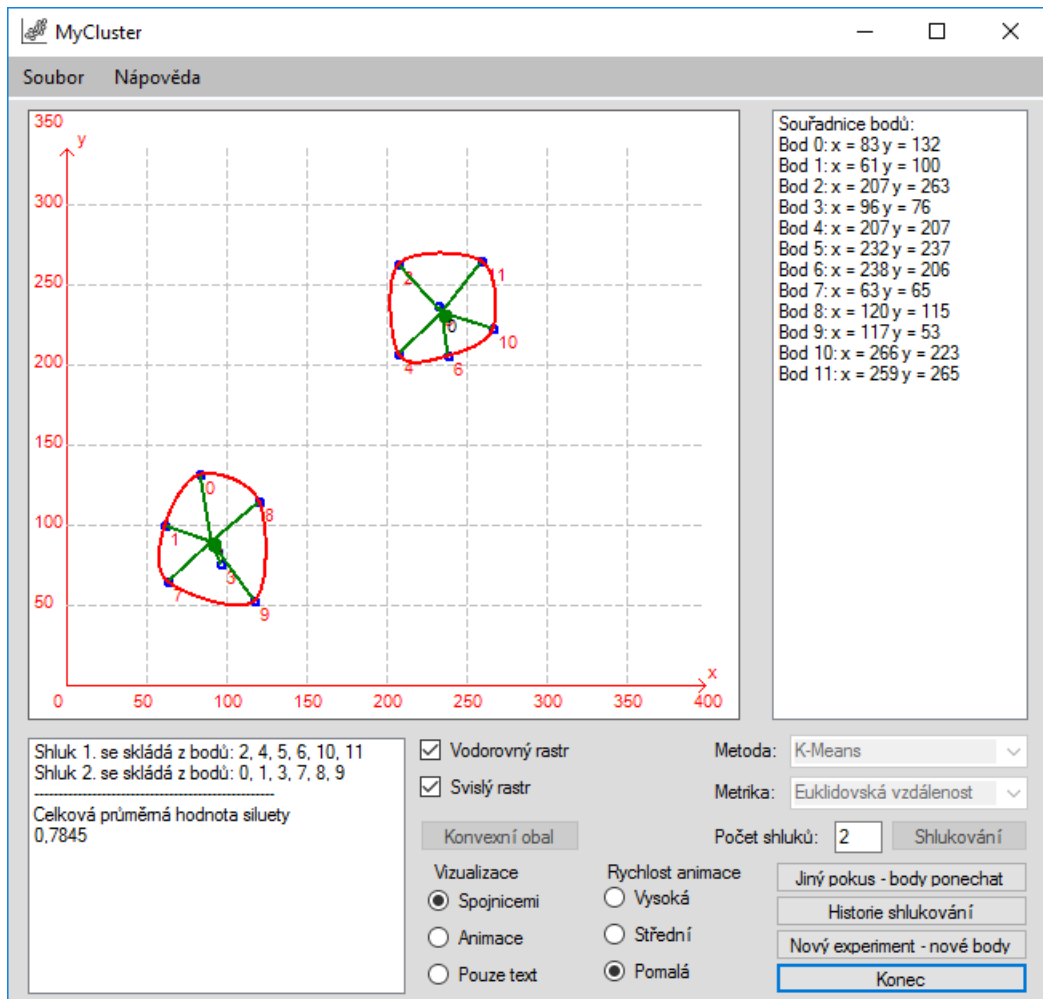 MyCluster
Soubor Nápověda
350
y
300
250
200
150
100
50
0 50 100 150 200 250 300 350 400
x
2
11
10
4
6
0
0
8
1
3
7
9
Souřadnice bodů:
Bod 0: x = 83 y = 132
Bod 1: x = 61 y = 100
Bod 2: x = 207 y = 263
Bod 3: x = 96 y = 76
Bod 4: x = 207 y = 207
Bod 5: x = 232 y = 237
Bod 6: x = 238 y = 206
Bod 7: x = 63 y = 65
Bod 8: x = 120 y = 115
Bod 9: x = 117 y = 53
Bod 10: x = 266 y = 223
Bod 11: x = 259 y = 265
Shluk 1. se skládá z bodů: 2, 4, 5, 6, 10, 11
Shluk 2. se skládá z bodů: 0, 1, 3, 7, 8, 9
--------------------------------------------------
Celková průměrná hodnota siluety
0,7845
Vodorovný rastr
Svislý rastr
Konvexní obal
Vizualizace
Spojnicemi
Animace
Pouze text
Rychlost animace
Vysoká
Střední
Pomalá
Metoda: K-Means
Metrika: Euklidovská vzdálenost
Počet shluků: 2 Shlukování
Jiný pokus - body ponechat
Historie shlukování
Nový experiment - nové body
Konec